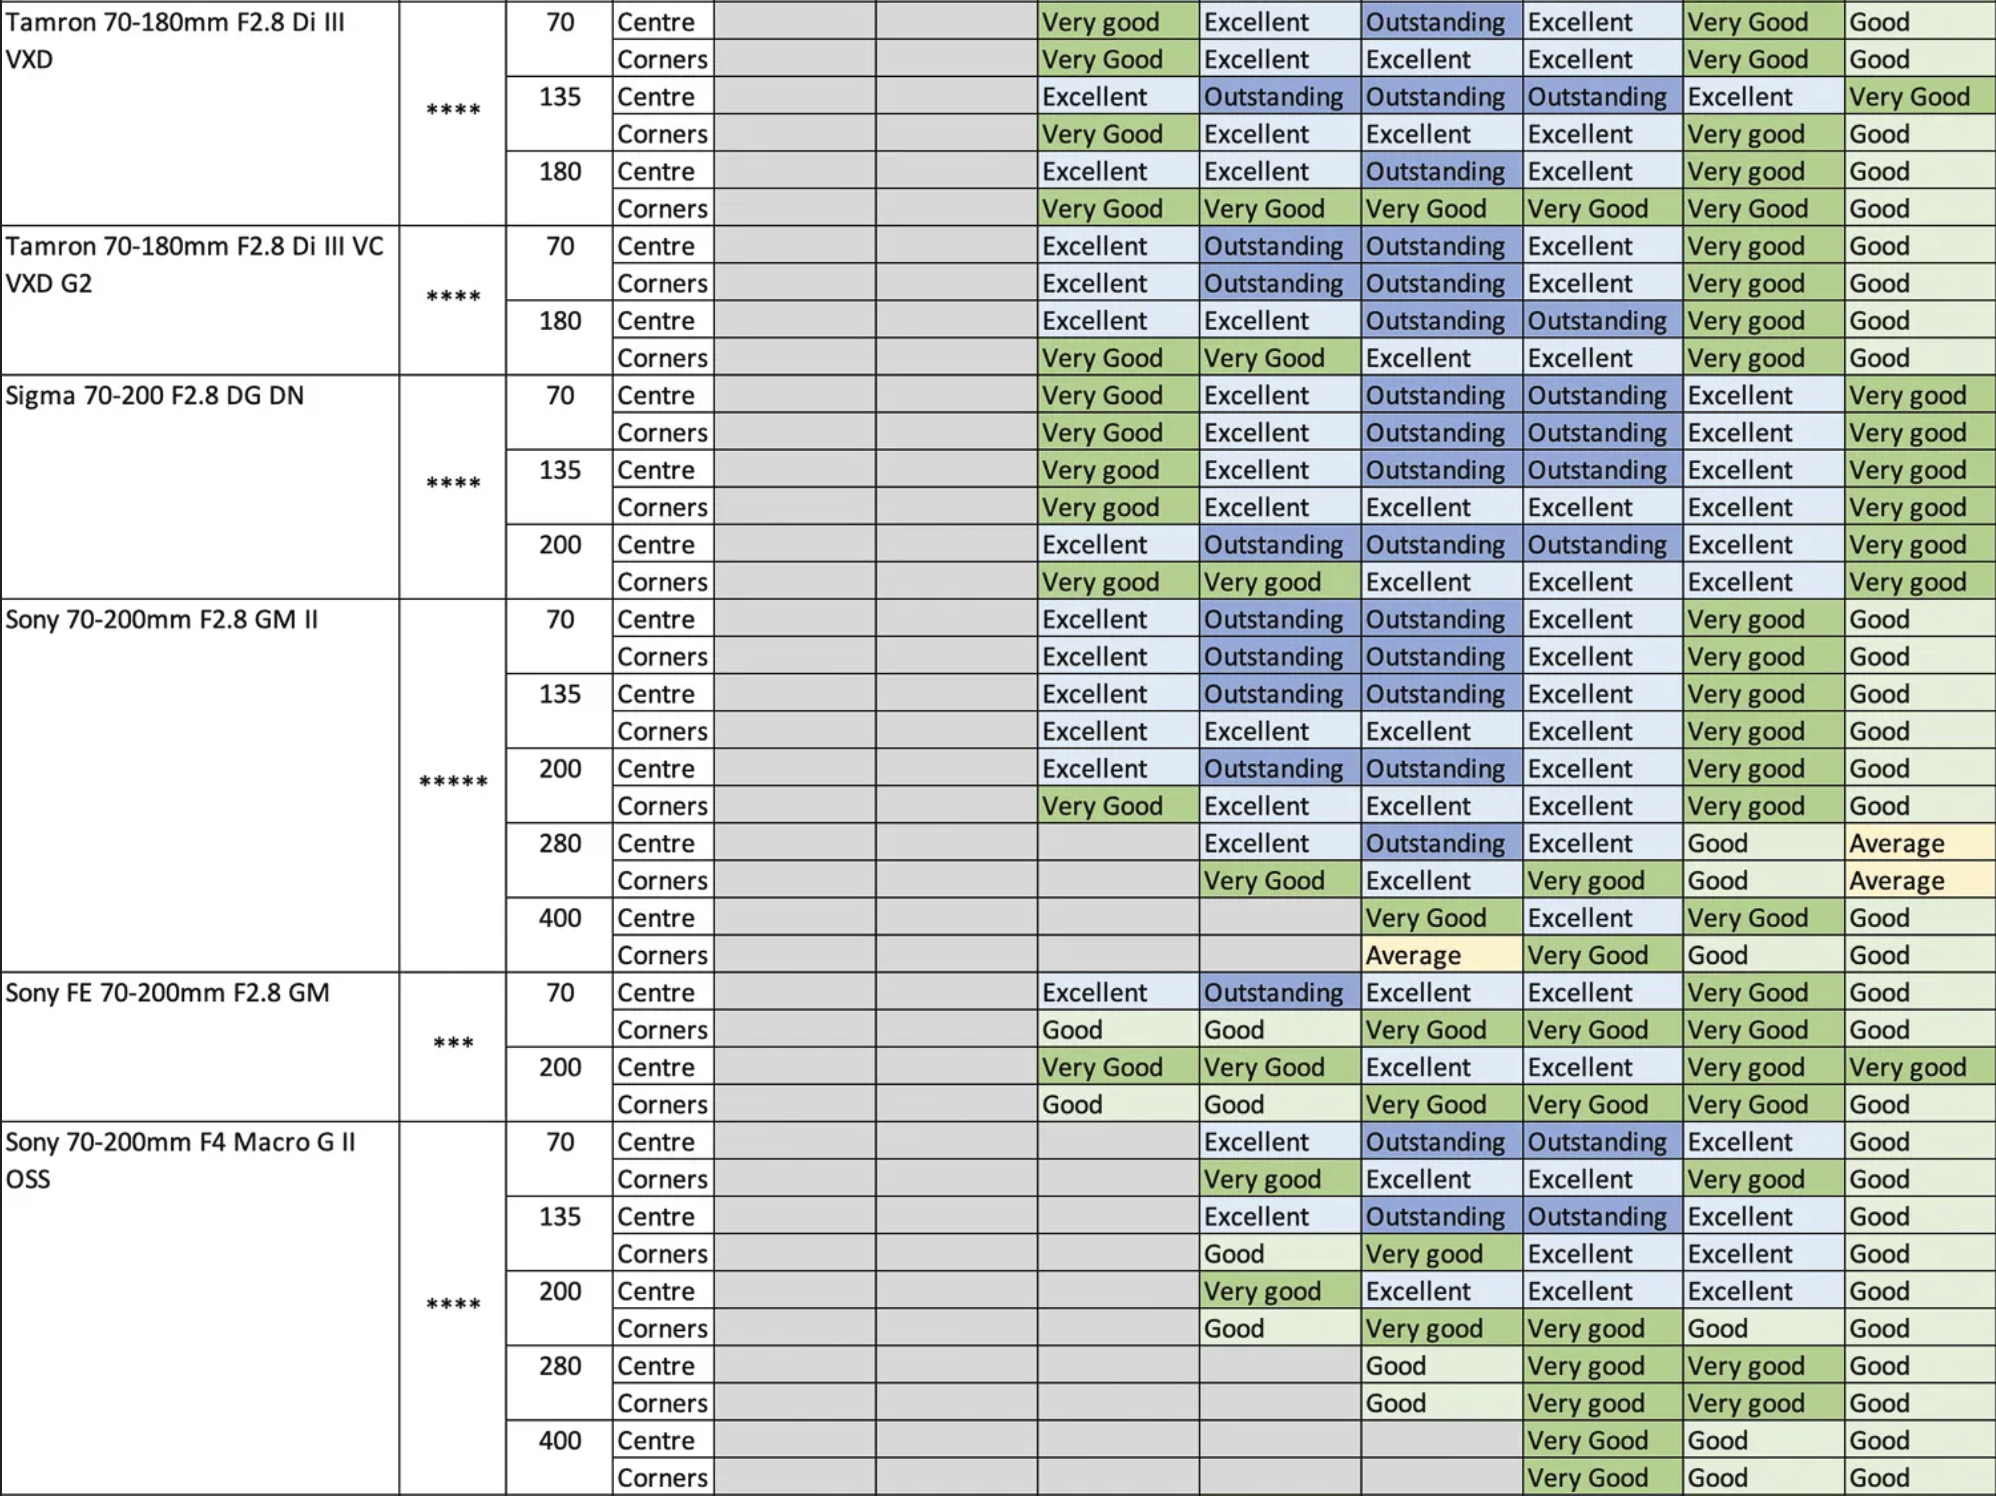 Tamron 70-180mm F2.8 Di III VXD **** 70 Centre Very good Excellent Outstanding Excellent Very Good Good
Corners Very Good Excellent Excellent Excellent Very Good Good
135 Centre Excellent Outstanding Outstanding Outstanding Excellent Very Good
Corners Very Good Excellent Excellent Excellent Very good Good
180 Centre Excellent Excellent Outstanding Excellent Very good Good
Corners Very Good Very Good Very Good Very Good Very Good Good
Tamron 70-180mm F2.8 Di III VC VXD G2 **** 70 Centre Excellent Outstanding Outstanding Excellent Very good Good
Corners Excellent Outstanding Outstanding Excellent Very good Good
180 Centre Excellent Excellent Outstanding Outstanding Very good Good
Corners Very Good Very Good Excellent Excellent Very good Good
Sigma 70-200 F2.8 DG DN **** 70 Centre Very Good Excellent Outstanding Outstanding Excellent Very good
Corners Very Good Excellent Outstanding Outstanding Excellent Very good
135 Centre Very good Excellent Outstanding Outstanding Excellent Very good
Corners Very good Excellent Excellent Excellent Excellent Very good
200 Centre Excellent Outstanding Outstanding Outstanding Excellent Very good
Corners Very good Very good Excellent Excellent Excellent Very good
Sony 70-200mm F2.8 GM II ***** 70 Centre Excellent Outstanding Outstanding Excellent Very good Good
Corners Excellent Outstanding Outstanding Excellent Very good Good
135 Centre Excellent Outstanding Outstanding Excellent Very good Good
Corners Excellent Excellent Excellent Excellent Very good Good
200 Centre Excellent Outstanding Outstanding Excellent Very good Good
Corners Very Good Excellent Excellent Excellent Very good Good
280 Centre Excellent Outstanding Excellent Good Average
Corners Very Good Excellent Very good Good Average
400 Centre Very Good Excellent Very Good Good
Corners Average Very Good Good Good
Sony FE 70-200mm F2.8 GM *** 70 Centre Excellent Outstanding Excellent Excellent Very Good Good
Corners Good Good Very Good Very Good Very Good Good
200 Centre Very Good Very Good Excellent Excellent Very good Very good
Corners Good Good Very Good Very Good Very Good Good
Sony 70-200mm F4 Macro G II OSS **** 70 Centre Excellent Outstanding Outstanding Excellent Good
Corners Very good Excellent Excellent Very good Good
135 Centre Excellent Outstanding Outstanding Excellent Good
Corners Good Very good Excellent Excellent Good
200 Centre Very good Excellent Excellent Excellent Good
Corners Good Very good Very good Good Good
280 Centre Good Very good Very good Good
Corners Good Very good Very good Good
400 Centre Very Good Good Good
Corners Very Good Good Good